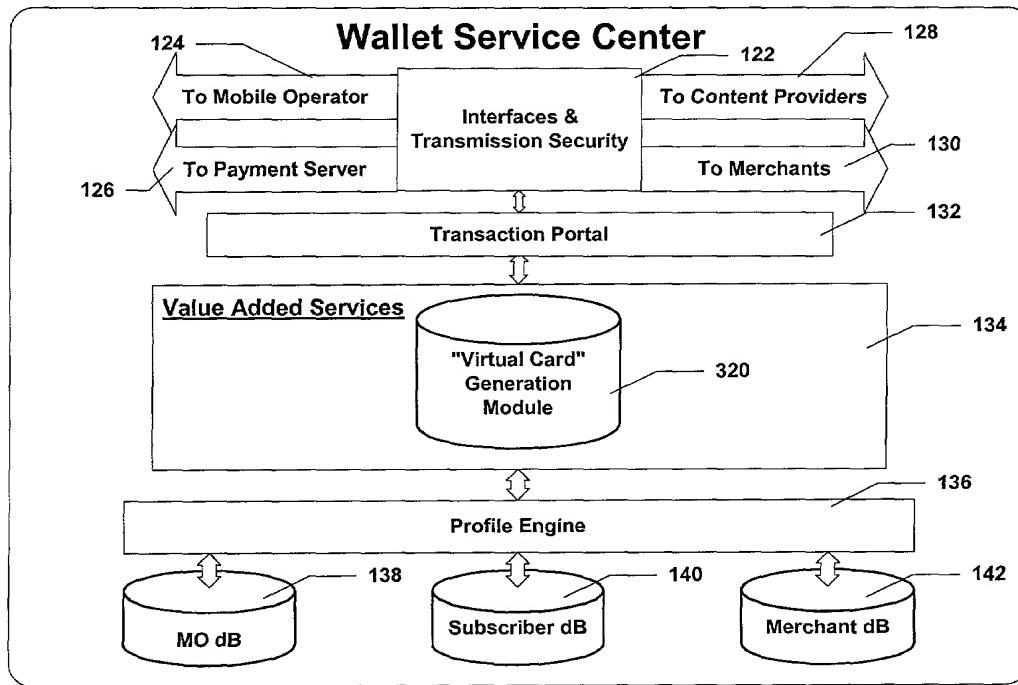 Wallet Service Center
124
122
128
To Mobile Operator
To Content Providers
Interfaces &
Transmission Security
To Payment Server
To Merchants
130
126
132
Transaction Portal
Value Added Services
134
"Virtual Card"
Generation
Module
320
136
Profile Engine
138
140
142
MO dB
Subscriber dB
Merchant dB